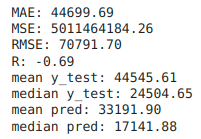 MAE: 44699.69
MSE: 5011464184.26
RMSE: 70791.70
R: -0.69
mean y_test: 44545.61
median y_test: 24504.65
mean pred: 33191.90
median pred: 17141.88